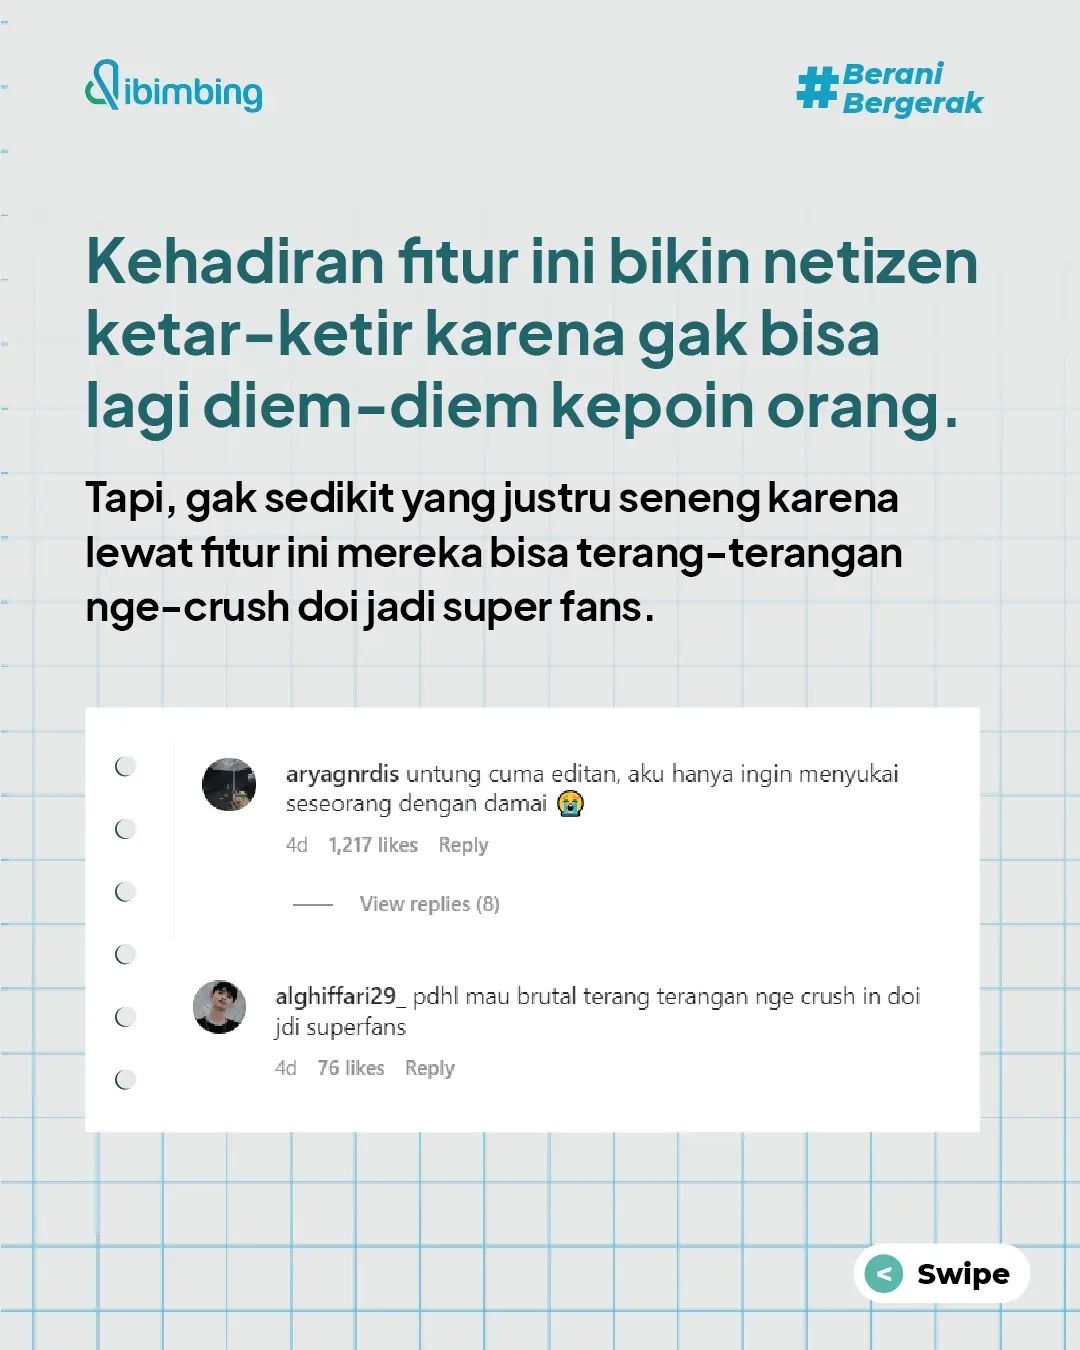 dibimbing
#Berani
Bergerak
Kehadiran fitur ini bikin netizen
ketar-ketir karena gak bisa
lagi diem-diem kepoin orang.
Tapi, gak sedikit yang justru seneng karena
lewat fitur ini mereka bisa terang-terangan
nge-crush doi jadi super fans.
aryagnrdis untung cuma editan, aku hanya ingin menyukai
seseorang dengan damai 😭
4d 1,217 likes Reply
View replies (8)
alghiffari29_ pdhl mau brutal terang terangan nge crush in doi
jdi superfans
4d 76 likes Reply
< Swipe